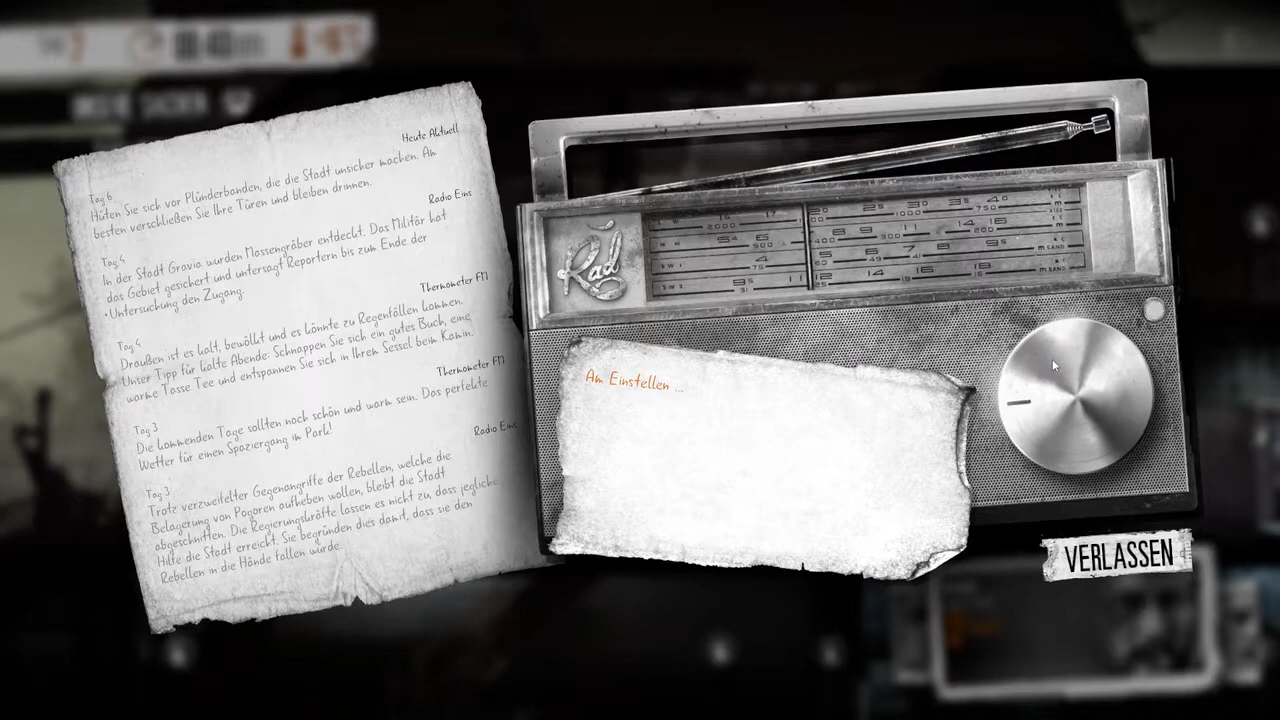 Heute Aktuell
Tag 6
Hüten Sie sich vor Plünderbanden, die die Stadt unsicher machen. Am
besten verschließen Sie Ihre Türen und bleiben drinnen.
Radio Eins
Tag 4
In der Stadt Gravia wurden Massengräber entdeckt. Das Militär hat
das Gebiet gesichert und untersagt Reportern bis zum Ende der
Untersuchung den Zugang.
Thermometer FM
Tag 4
Draußen ist es kalt, bewölkt und es könnte zu Regenfällen kommen.
Unser Tipp für kalte Abende: Schnappen Sie sich ein gutes Buch, eine
warme Tasse Tee und entspannen Sie sich in Ihrem Sessel beim Kamin.
Thermometer FM
Tag 3
Die kommenden Tage sollten noch schön und warm sein. Das perfekte
Wetter für einen Spaziergang im Park!
Radio Eins
Tag 3
Trotz verzweifelter Gegenangriffe der Rebellen, welche die
Belagerung von Pogoren aufheben wollen, bleibt die Stadt
abgeschnitten. Die Regierungskräfte lassen es nicht zu, dass jegliche
Hilfe die Stadt erreicht. Sie begründen dies damit, dass sie den
Rebellen in die Hände fallen würde.
Rad
Am Einstellen ...
VERLASSEN